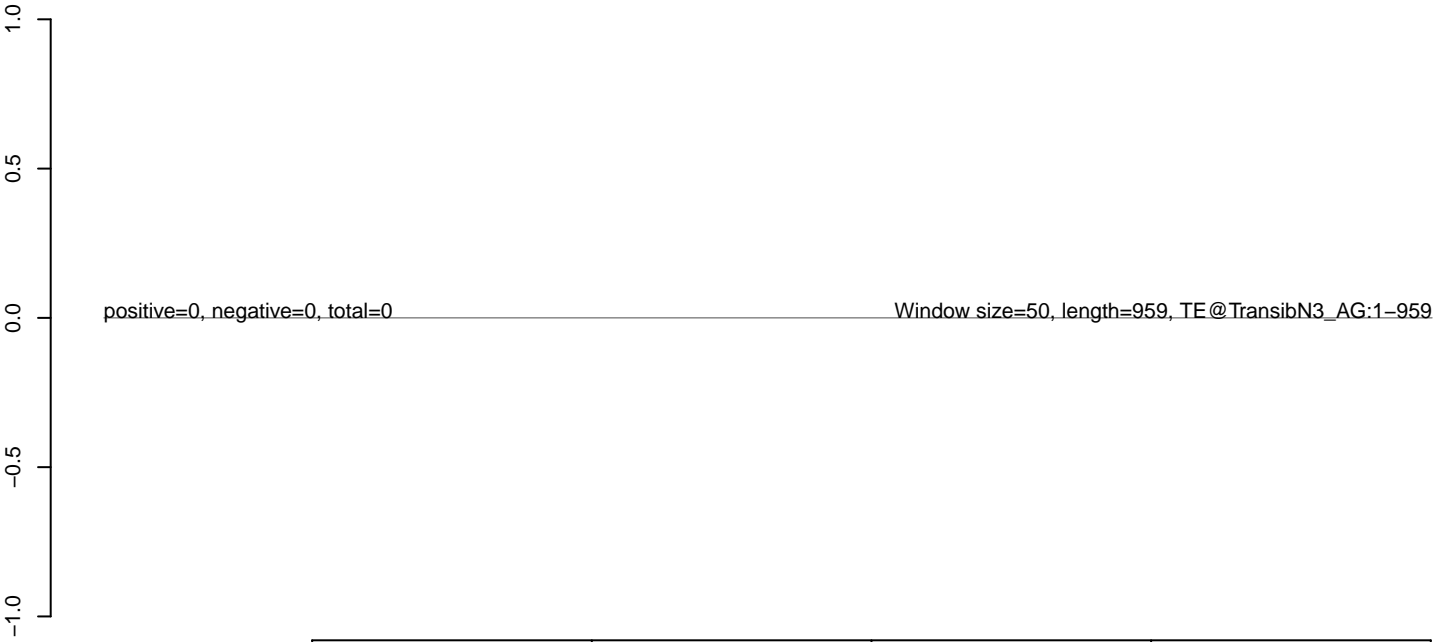 1.0
0.5
positive=0, negative=0, total=0
Window size=50, length=959, TE@TransibN3_AG:1−959
0.0
−0.5
−1.0